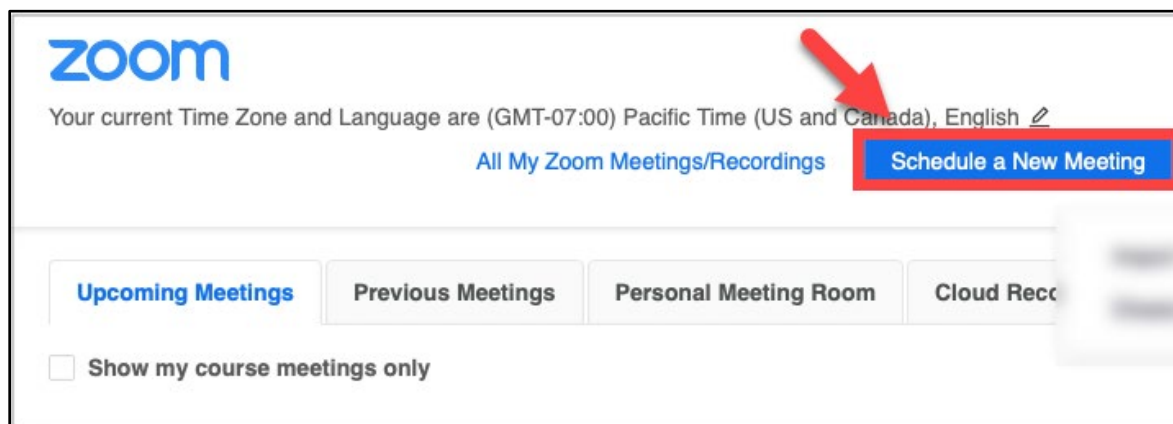 zoom
Your current Time Zone and Language are (GMT-07:00) Pacific Time (US and Canada), English
All My Zoom Meetings/Recordings
Schedule a New Meeting
Upcoming Meetings
Previous Meetings
Personal Meeting Room
Cloud Rec
Show my course meetings only